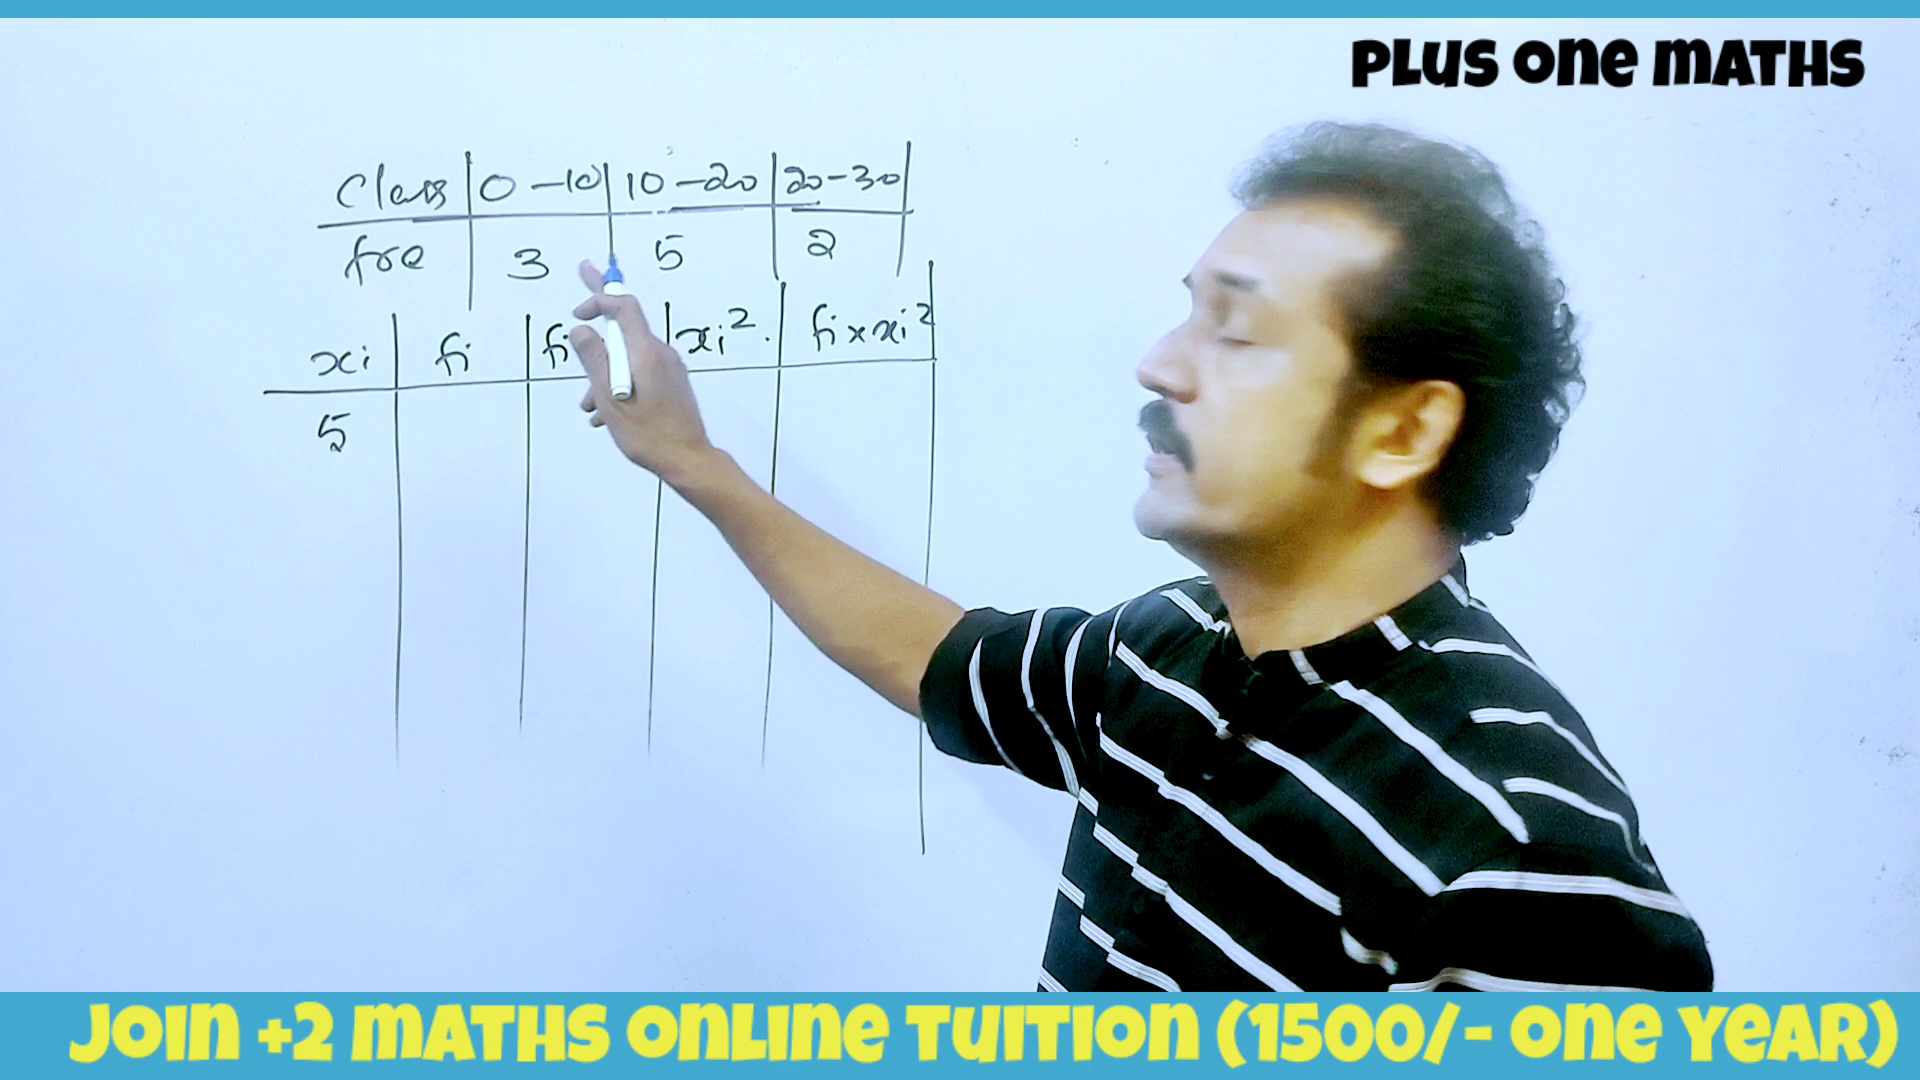 PLUS ONE MATHS
Class 0-10 10-20 20-30
fre 3 5 2
xi fi fi xi² fi×xi²
5
JOIN +2 MATHS ONLINE TUITION (1500/- ONE YEAR)